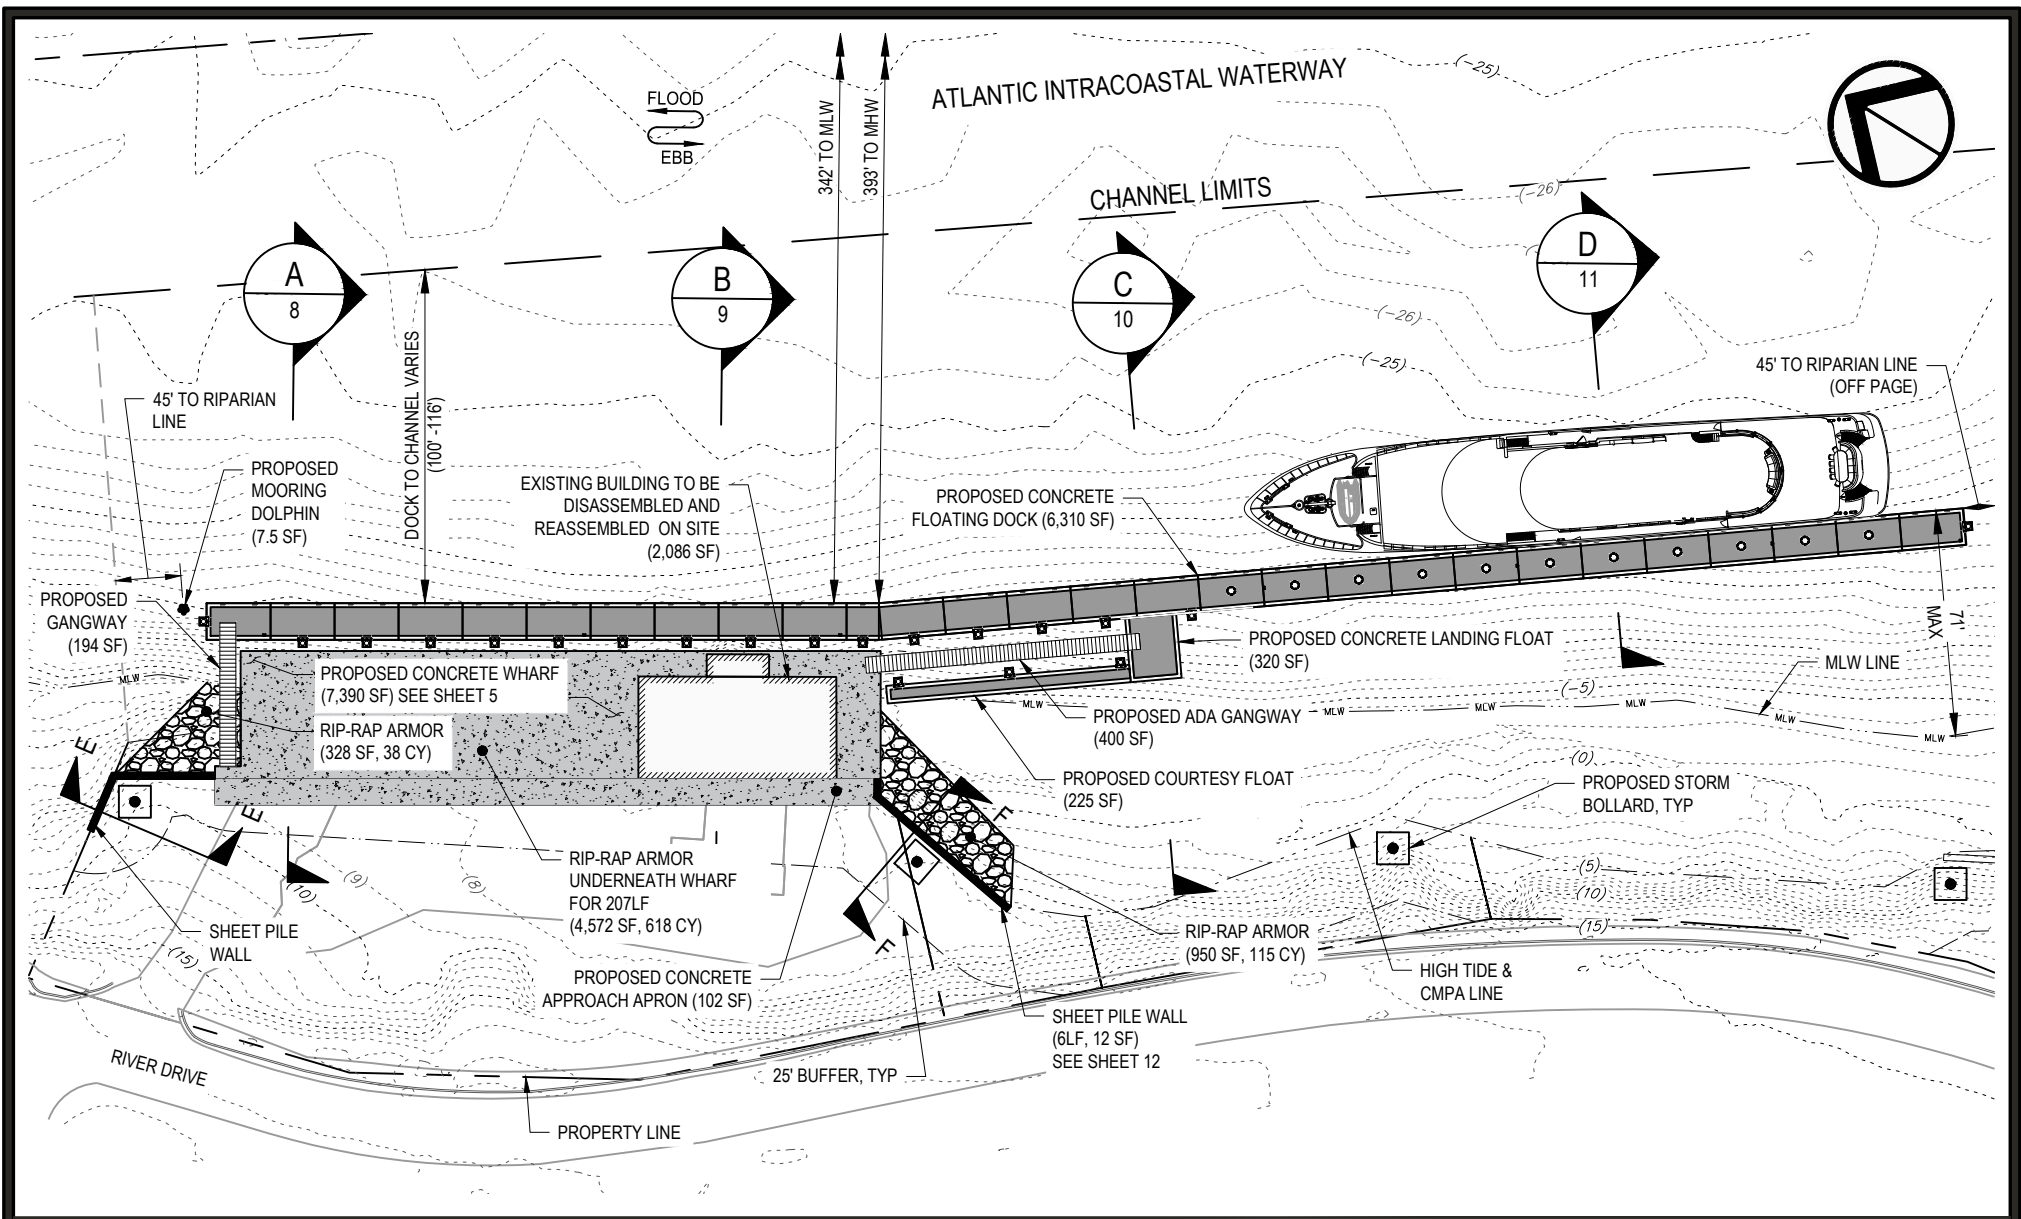 ATLANTIC INTRACOASTAL WATERWAY
(-25)
FLOOD
EBB
342' TO MLW
393' TO MHW
CHANNEL LIMITS
(-26)
A
8
B
9
C
10
D
11
(-26)
(-25)
DOCK TO CHANNEL VARIES
(100' -116')
45' TO RIPARIAN
LINE
45' TO RIPARIAN LINE
(OFF PAGE)
PROPOSED
MOORING
DOLPHIN
(7.5 SF)
EXISTING BUILDING TO BE
DISASSEMBLED AND
REASSEMBLED ON SITE
(2,086 SF)
PROPOSED CONCRETE
FLOATING DOCK (6,310 SF)
PROPOSED
GANGWAY
(194 SF)
71'
MAX
PROPOSED CONCRETE LANDING FLOAT
(320 SF)
MLW LINE
MLW
PROPOSED CONCRETE WHARF
(7,390 SF) SEE SHEET 5
(-5)
MLW
MLW
MLW
MLW
MLW
MLW
MLW
RIP-RAP ARMOR
(328 SF, 38 CY)
PROPOSED ADA GANGWAY
(400 SF)
E
E
(0)
PROPOSED COURTESY FLOAT
(225 SF)
PROPOSED STORM
BOLLARD, TYP
F
F
RIP-RAP ARMOR
UNDERNEATH WHARF
FOR 207LF
(4,572 SF, 618 CY)
(10)
(9)
(8)
(5)
(10)
(15)
(15)
SHEET PILE
WALL
RIP-RAP ARMOR
(950 SF, 115 CY)
PROPOSED CONCRETE
APPROACH APRON (102 SF)
HIGH TIDE &
CMPA LINE
SHEET PILE WALL
(6LF, 12 SF)
SEE SHEET 12
RIVER DRIVE
25' BUFFER, TYP
PROPERTY LINE